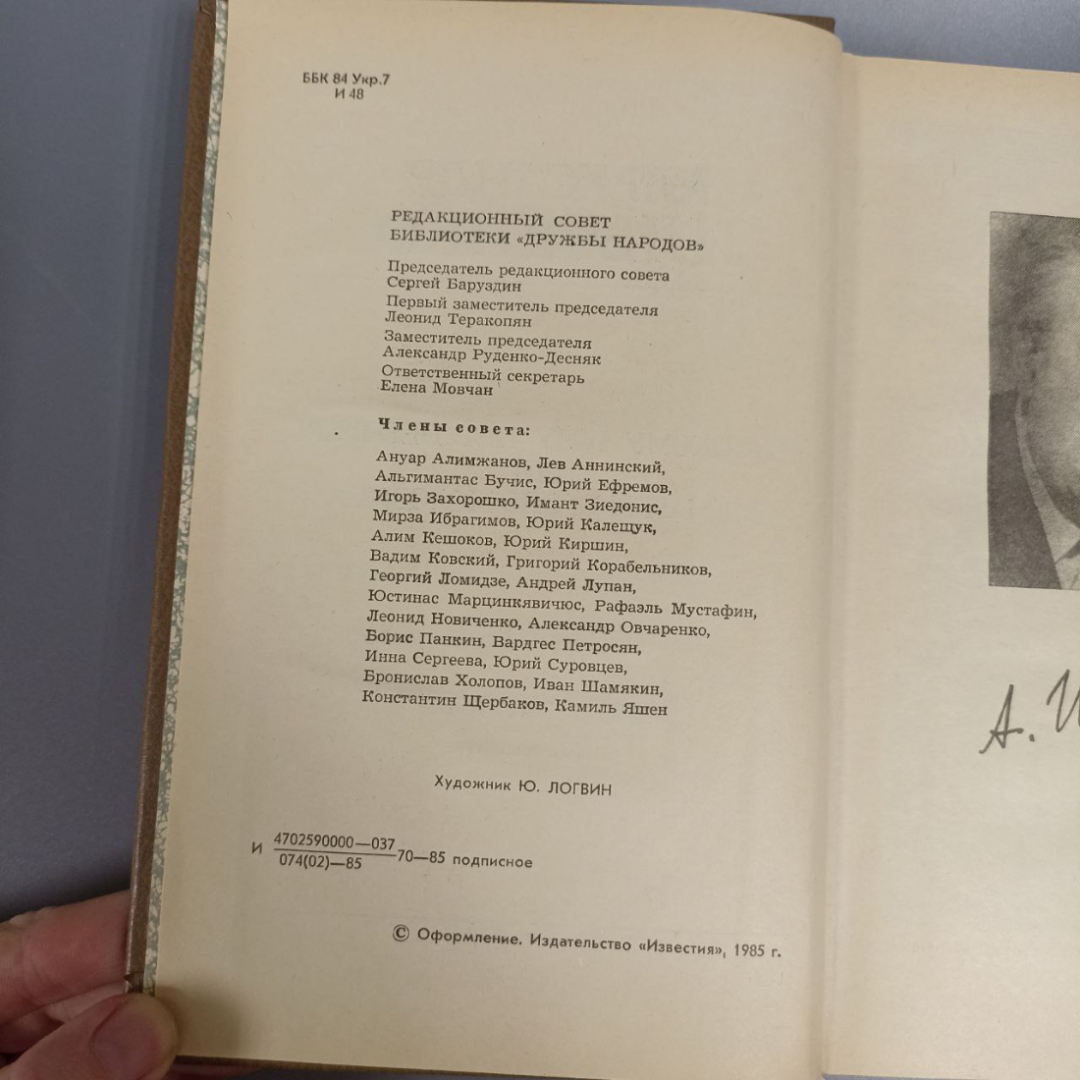 ББК 84 Укр.7
И 48
РЕДАКЦИОННЫЙ СОВЕТ
БИБЛИОТЕКИ «ДРУЖБЫ НАРОДОВ»
Председатель редакционного совета
Сергей Баруздин
Первый заместитель председателя
Леонид Теракопян
Заместитель председателя
Александр Руденко-Десняк
Ответственный секретарь
Елена Мовчан
Члены совета:
Ануар Алимжанов, Лев Аннинский,
Альгимантас Бучис, Юрий Ефремов,
Игорь Захорошко, Имант Зиедонис,
Мирза Ибрагимов, Юрий Калещук,
Алим Кешоков, Юрий Киршин,
Вадим Ковский, Григорий Корабельников,
Георгий Ломидзе, Андрей Лупан,
Юстинас Марцинкявичюс, Рафаэль Мустафин,
Леонид Новиченко, Александр Овчаренко,
Борис Панкин, Вардгес Петросян,
Инна Сергеева, Юрий Суровцев,
Бронислав Холопов, Иван Шамякин,
Константин Щербаков, Камиль Яшен
Художник Ю. ЛОГВИН
И 4702590000—037
074(02)—85 70—85 подписное
© Оформление. Издательство «Известия», 1985 г.
А.